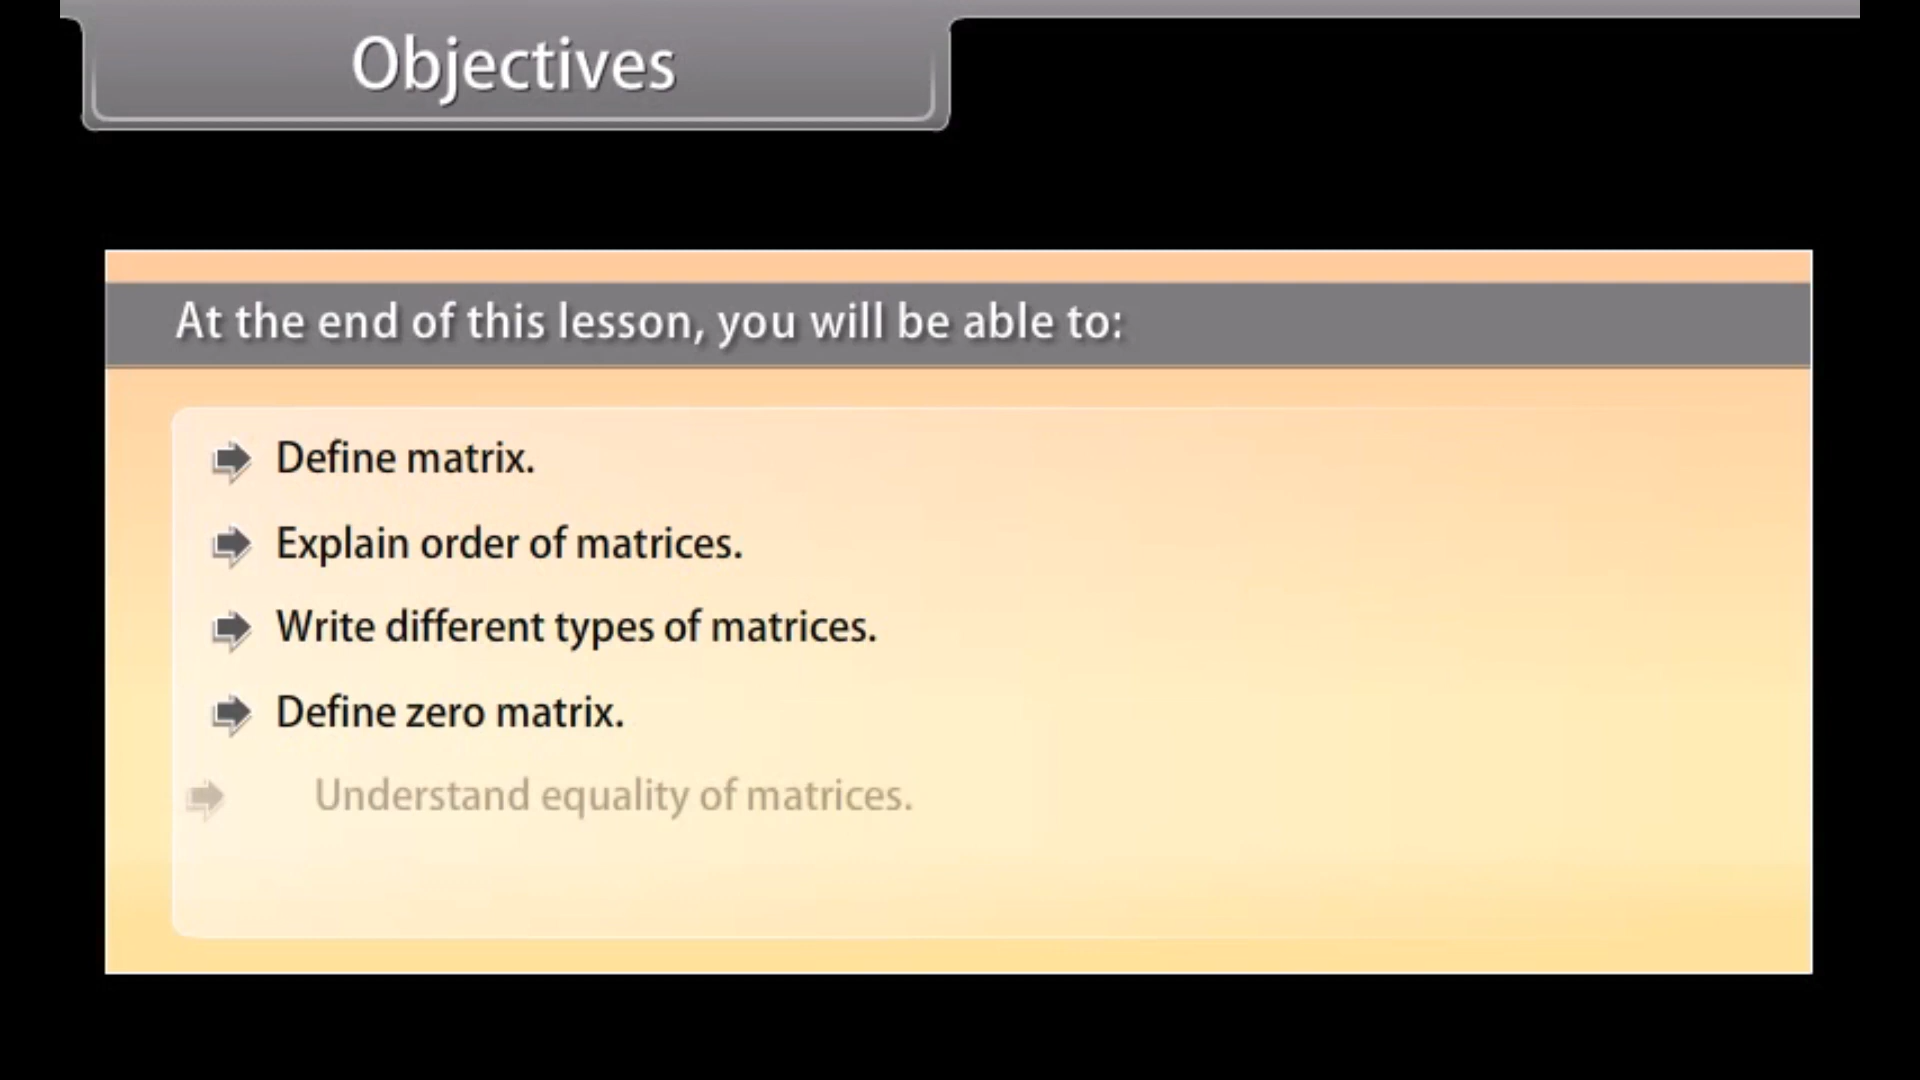 Objectives
At the end of this lesson, you will be able to:
Define matrix.
Explain order of matrices.
Write different types of matrices.
Define zero matrix.
Understand equality of matrices.